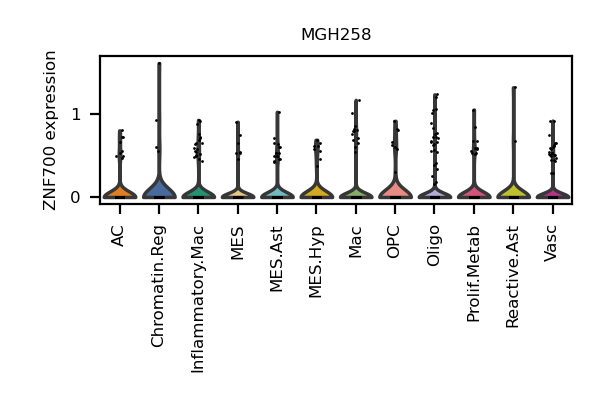 MGH258
ZNF700 expression
1
0
AC
Chromatin.Reg
Inflammatory.Mac
MES
MES.Ast
MES.Hyp
Mac
OPC
Oligo
Prolif.Metab
Reactive.Ast
Vasc